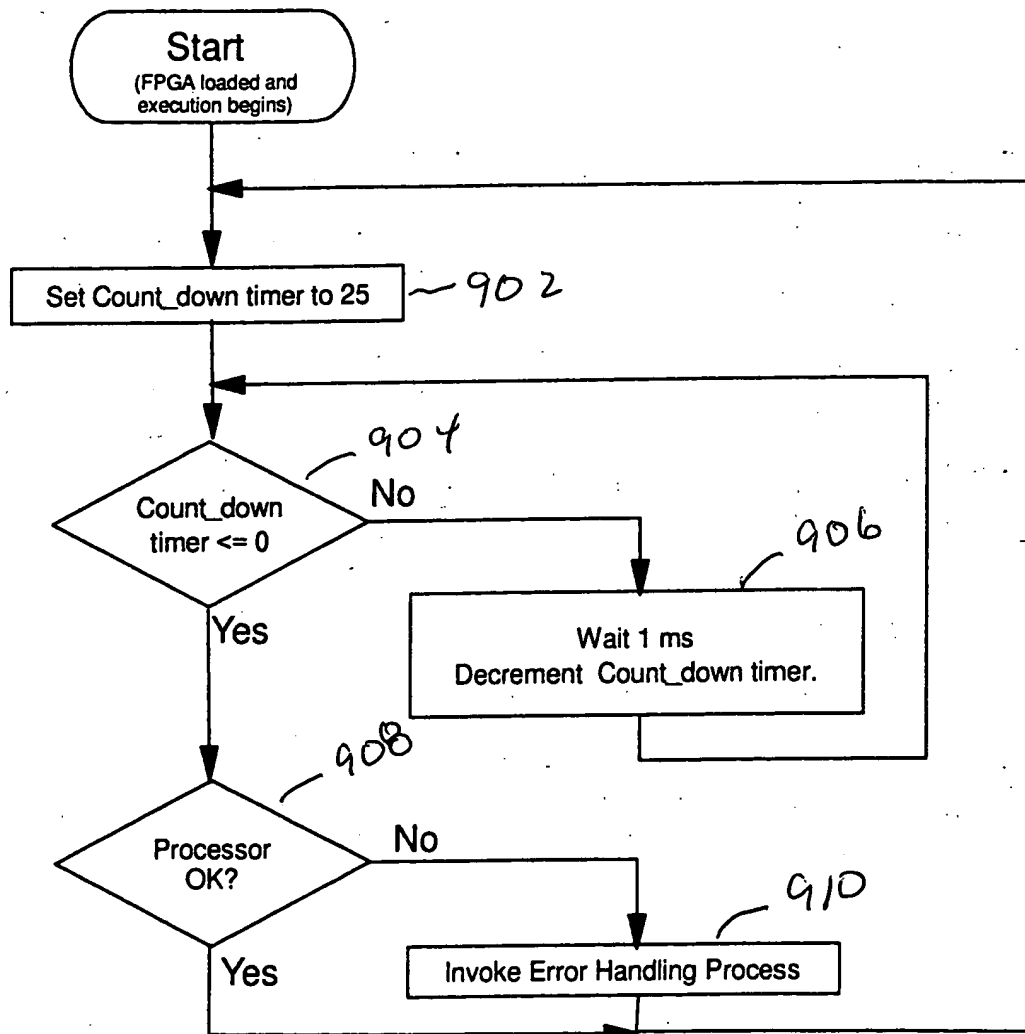 Start
(FPGA loaded and
execution begins)
Set Count_down timer to 25
902
904
Count_down
timer <= 0
No
906
Yes
Wait 1 ms
Decrement Count_down timer.
908
Processor
OK?
No
910
Yes
Invoke Error Handling Process